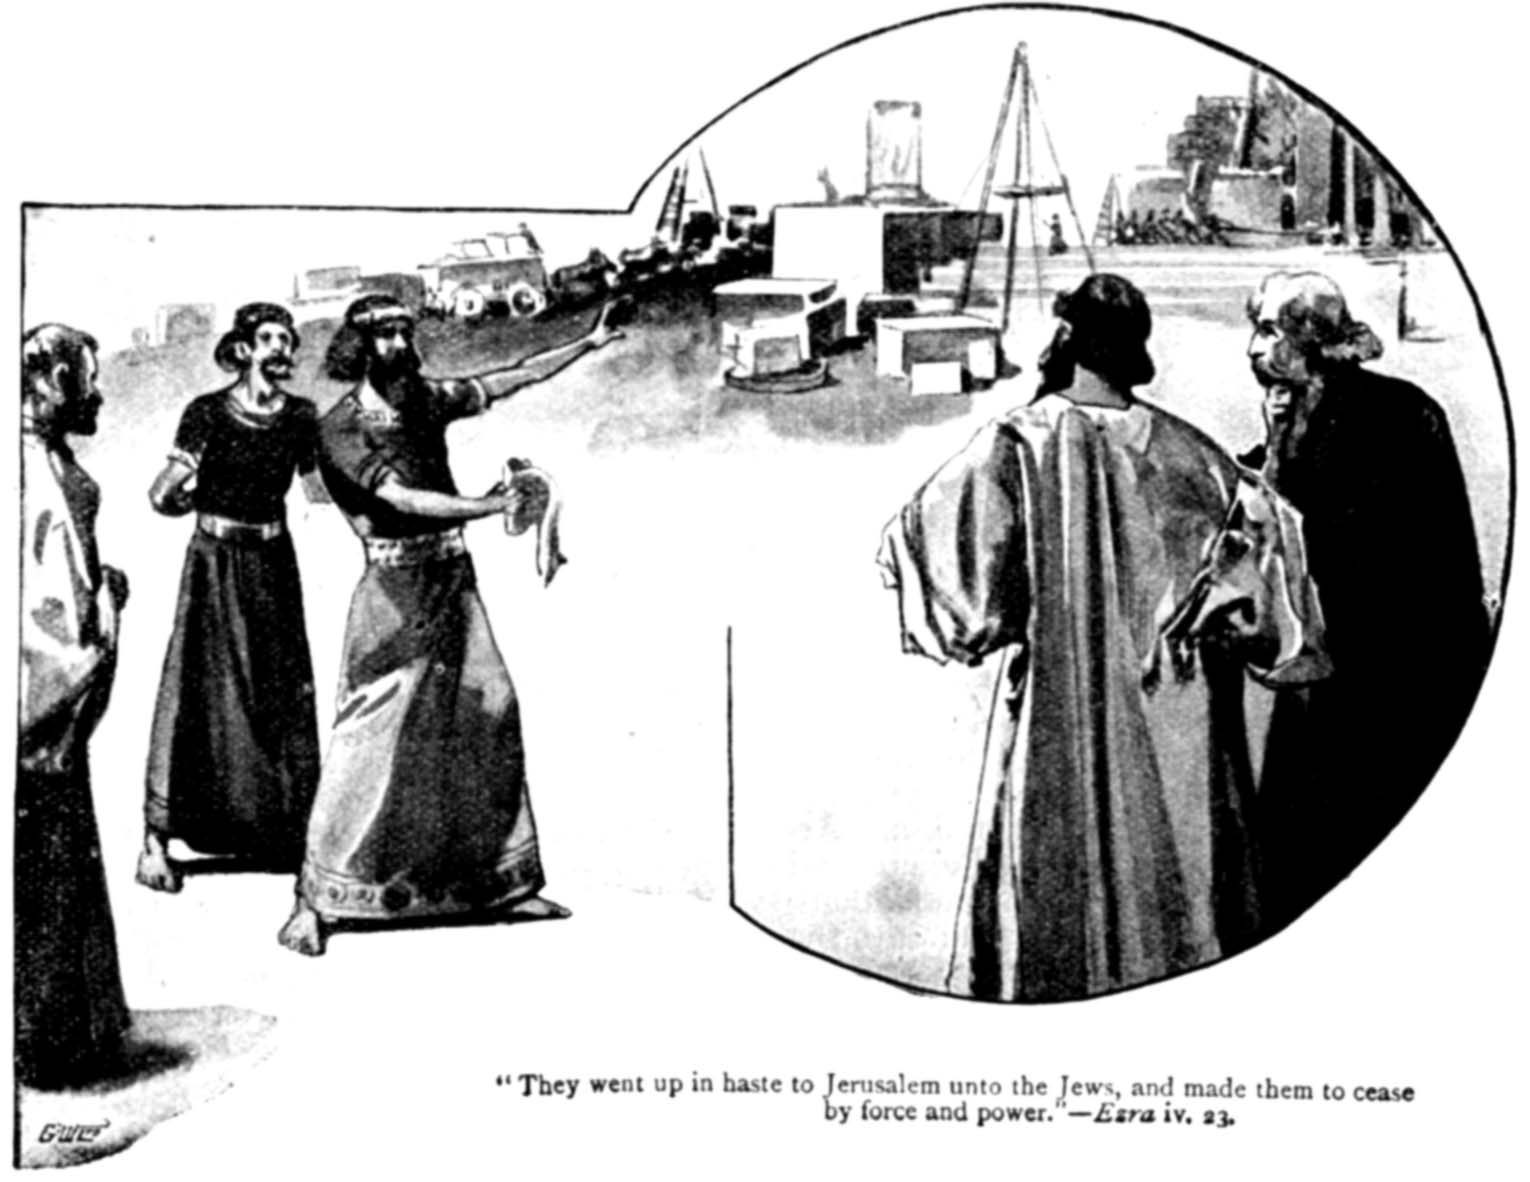 “They went up in haste to Jerusalem unto the Jews, and made them to cease
by force and power.”—Ezra iv. 23.